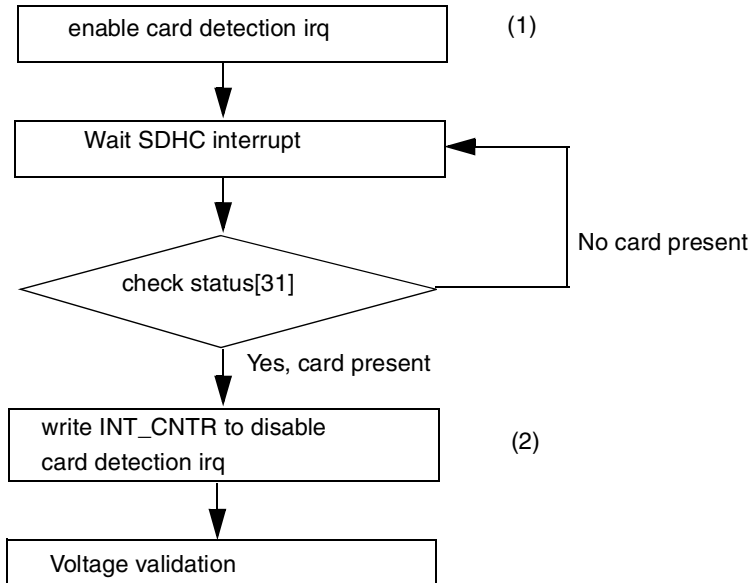 enable card detection irq
(1)
Wait SDHC interrupt
No card present
check status[31]
Yes, card present
write INT_CNTR to disable
card detection irq
(2)
Voltage validation